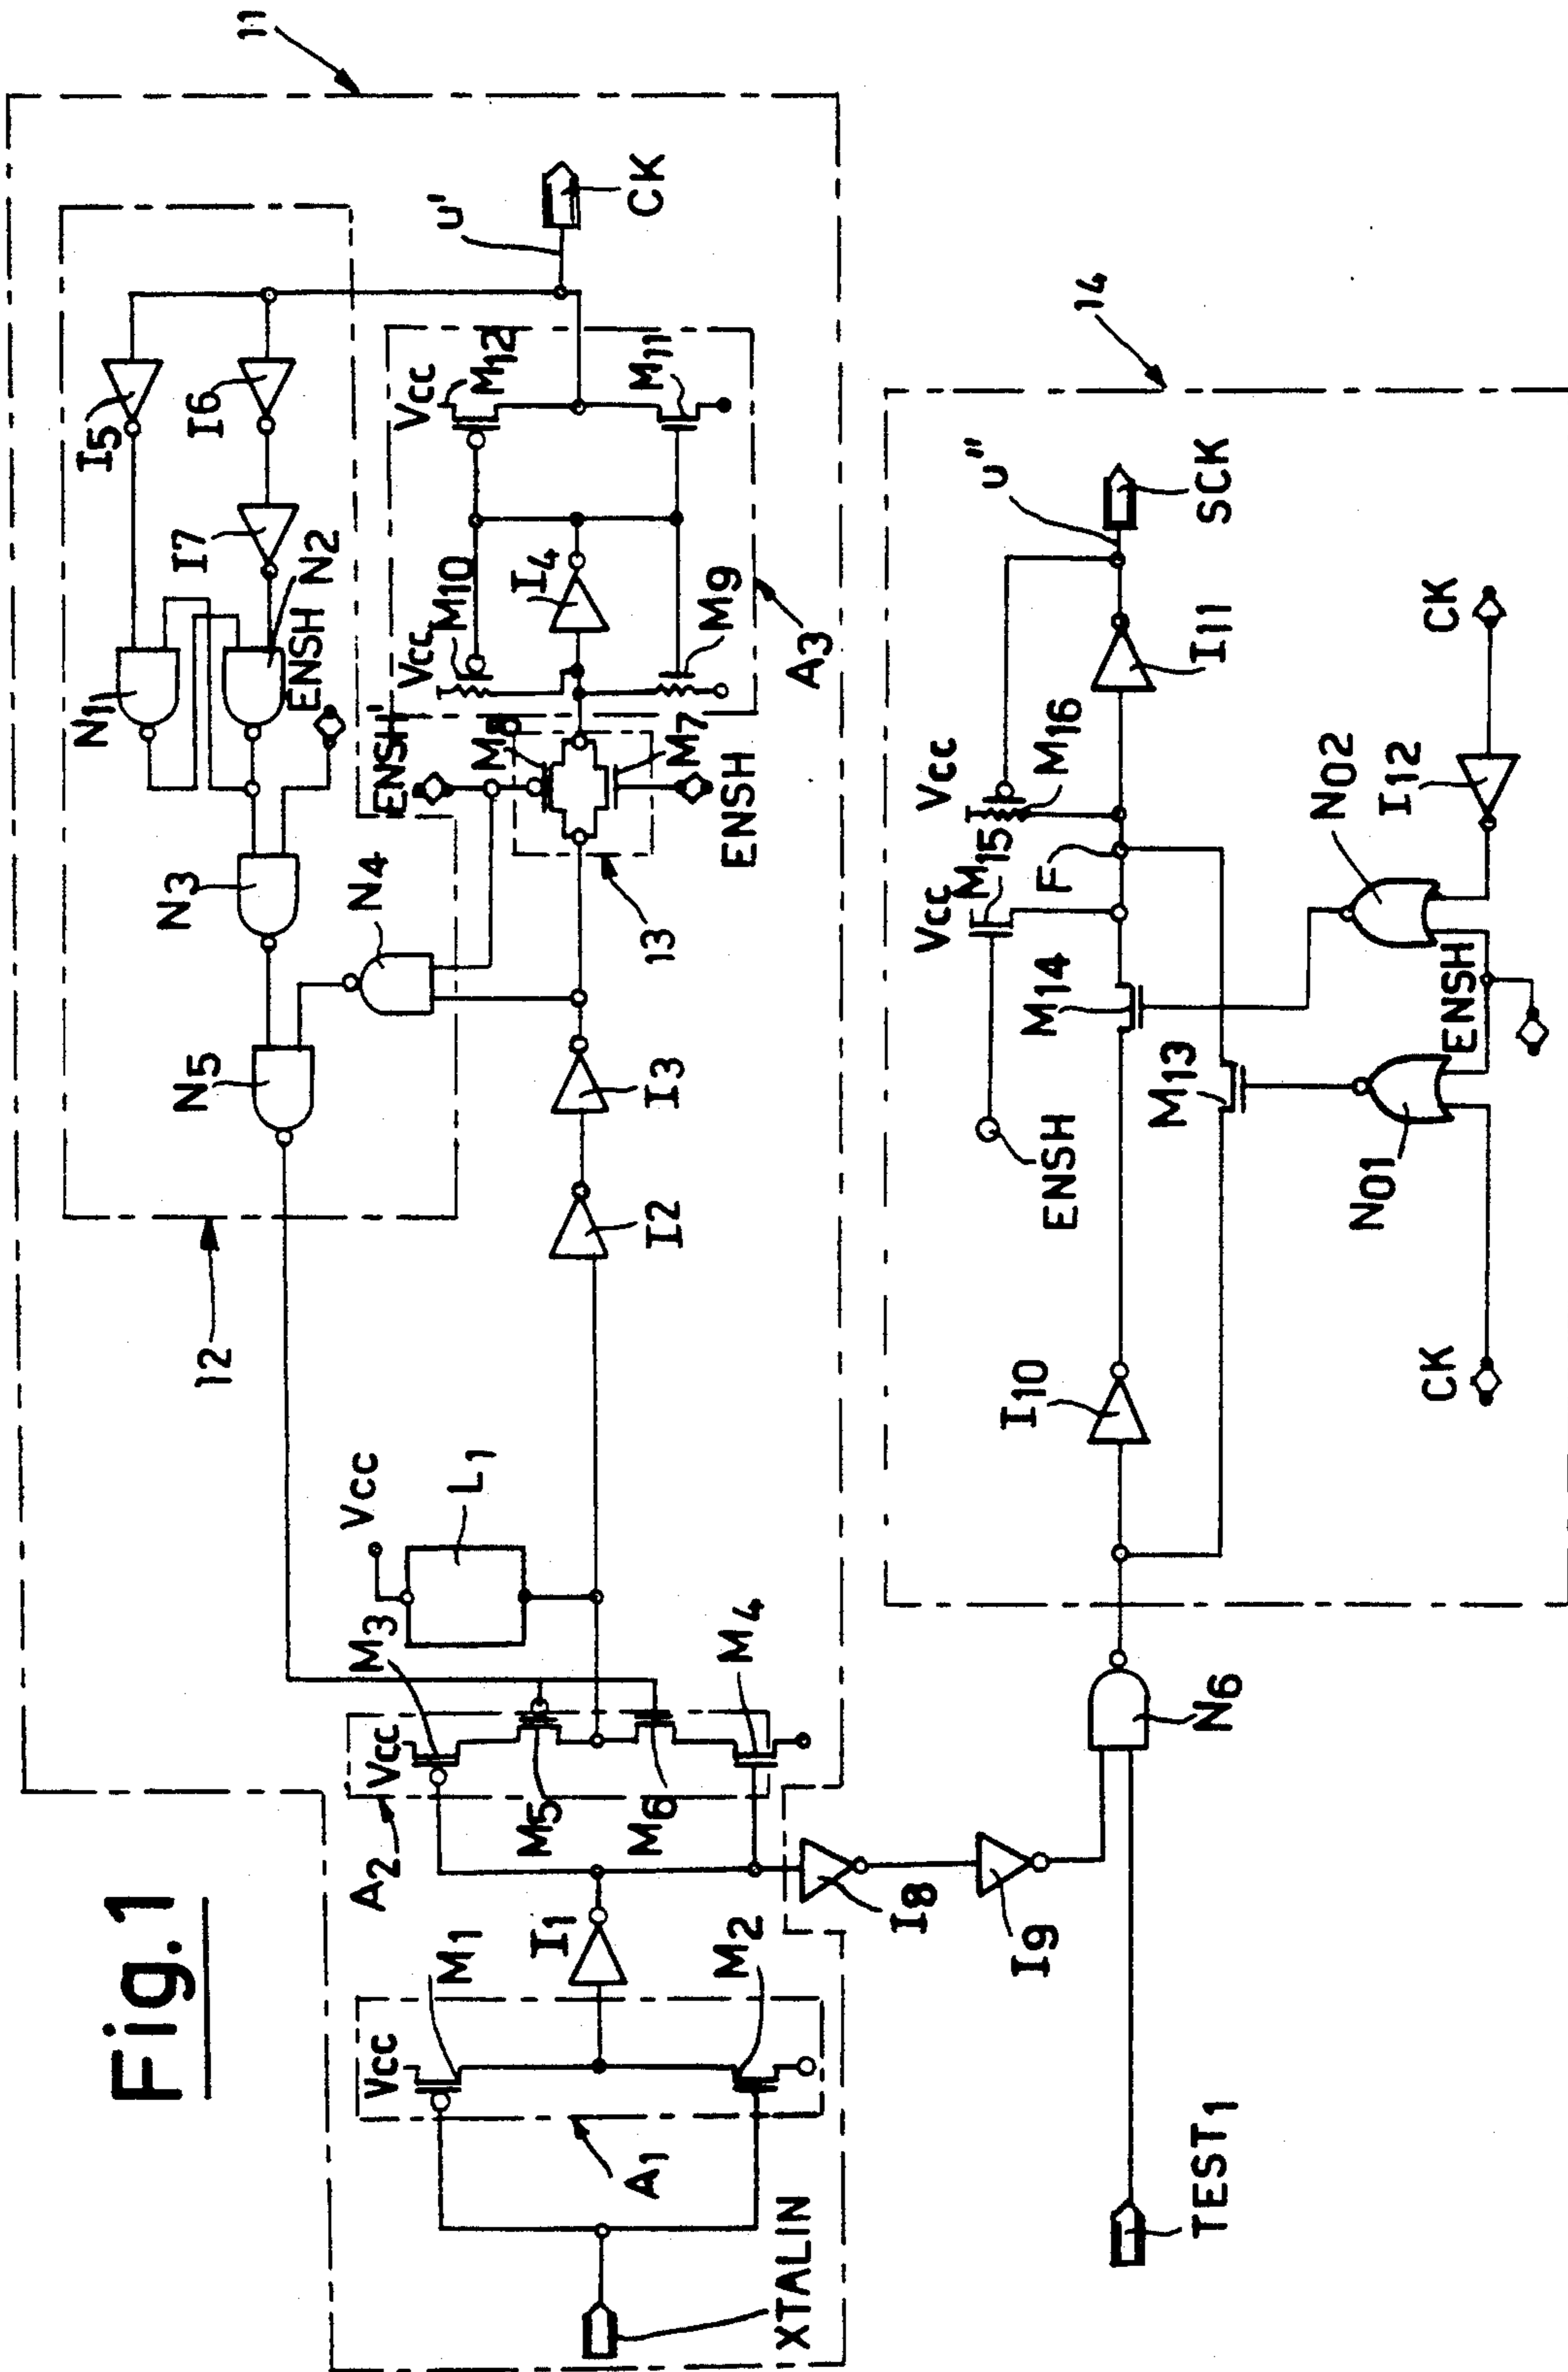 Fig.1
11
12
I5
I6
I7
N1
N2
ENSH
N3
N4
N5
ENSH'
M8
M7
ENSH
13
Vcc
M10
I4
M9
A3
Vcc
M12
M11
U'
CK
Vcc
L1
I2
I3
A2
Vcc
M3
M5
M6
M4
I1
Vcc
M1
M2
A1
XTALIN
I8
I9
TEST1
N6
14
I10
ENSH
M14
M13
Vcc
M15
F
Vcc
M16
I11
U''
SCK
CK
N01
ENSH
N02
I12
CK